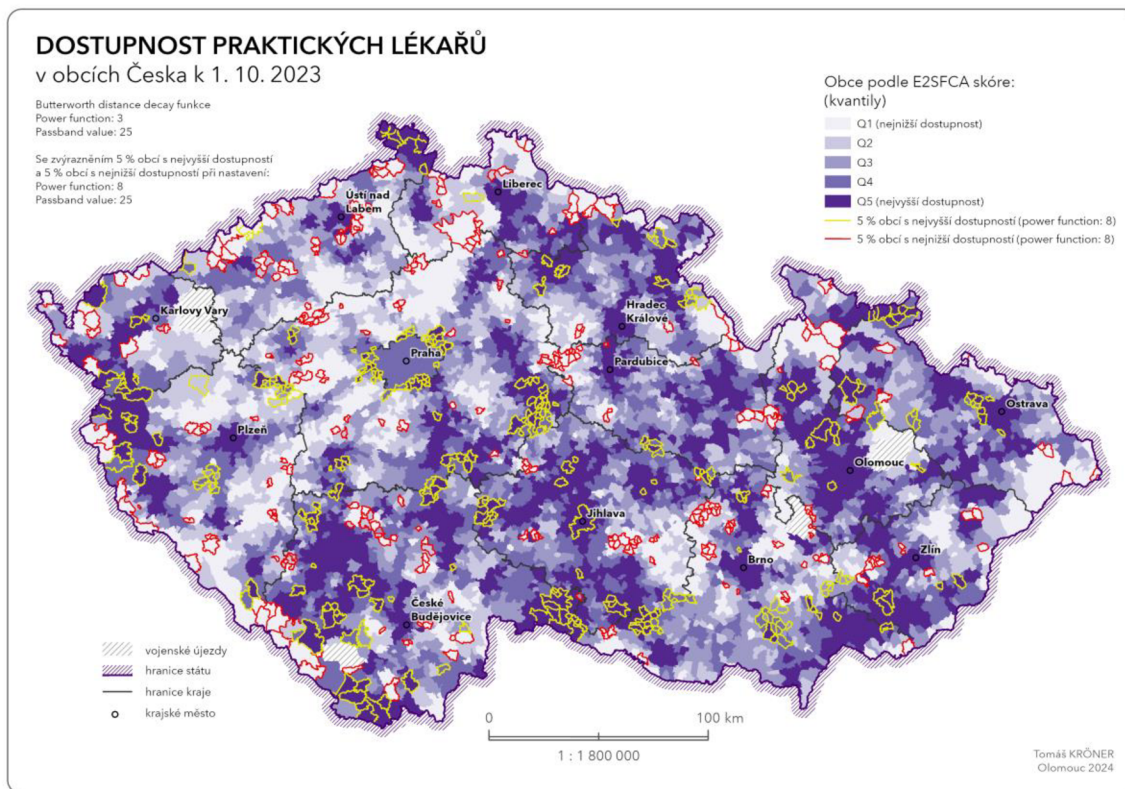 DOSTUPNOST PRAKTICKÝCH LÉKAŘŮ
v obcích Česka k 1. 10. 2023
Butterworth distance decay funkce
Power function: 3
Passband value: 25
Se zvýrazněním 5 % obcí s nejvyšší dostupností
a 5 % obcí s nejnižší dostupností při nastavení:
Power function: 8
Passband value: 25
Obce podle E2SFCA skóre:
(kvantily)
Q1 (nejnižší dostupnost)
Q2
Q3
Q4
Q5 (nejvyšší dostupnost)
5 % obcí s nejvyšší dostupností (power function: 8)
5 % obcí s nejnižší dostupností (power function: 8)
Liberec
Ústí nad
Labem
Karlovy Vary
Hradec
Králové
Praha
Pardubice
Ostrava
Plzeň
Olomouc
Jihlava
Zlín
Brno
České
Budějovice
vojenské újezdy
hranice státu
hranice kraje
krajské město
0 100 km
1 : 1 800 000
Tomáš KRÖNER
Olomouc 2024